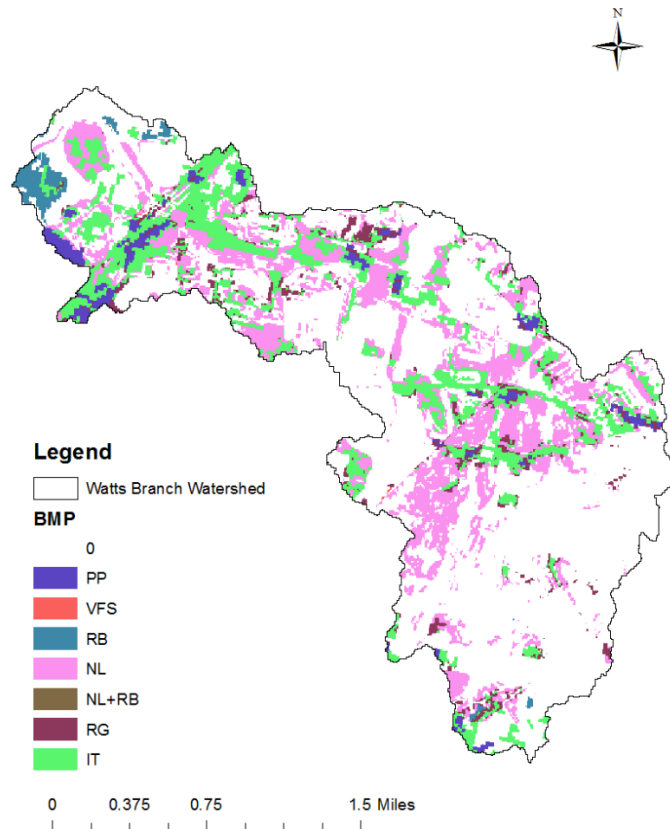 N
Legend
Watts Branch Watershed
BMP
0
PP
VFS
RB
NL
NL+RB
RG
IT
0 0.375 0.75 1.5 Miles